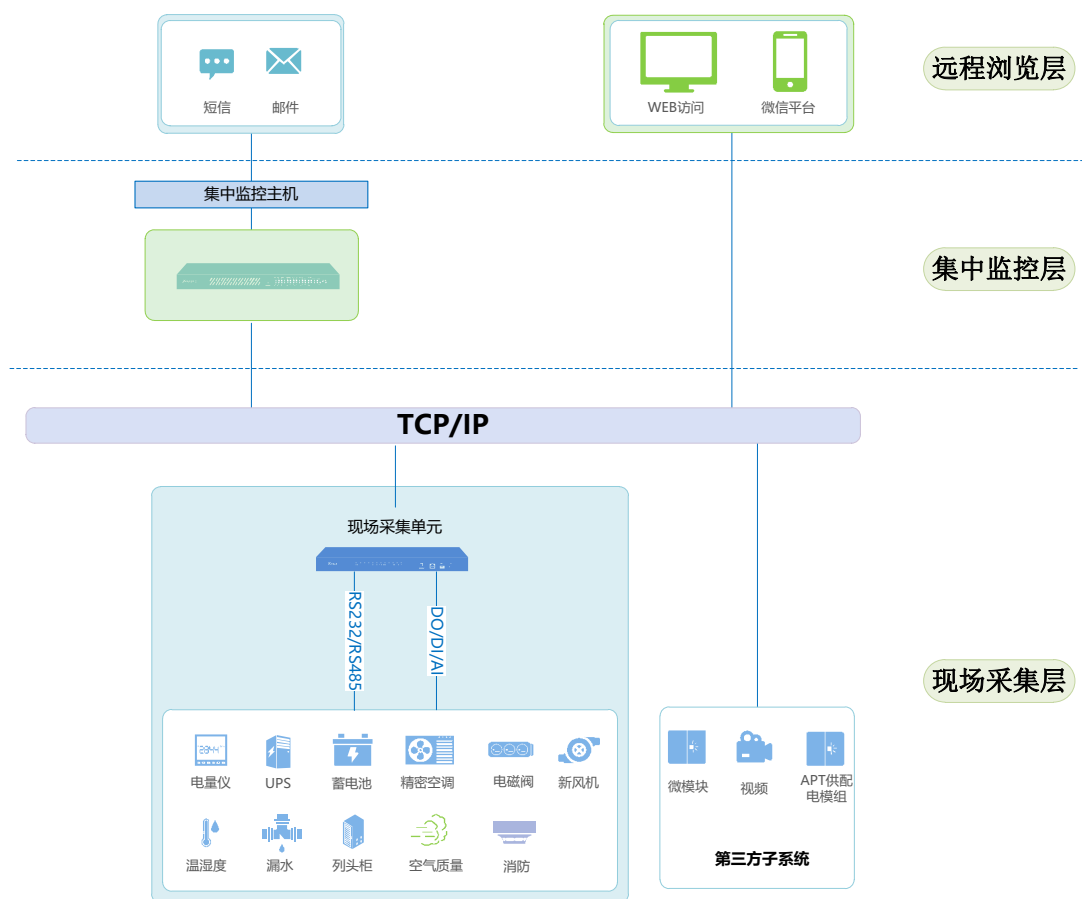 短信
邮件
WEB访问
微信平台
远程浏览层
集中监控主机
集中监控层
TCP/IP
现场采集单元
RS232/RS485
DO/DI/AI
现场采集层
电量仪
UPS
蓄电池
精密空调
电磁阀
新风机
温湿度
漏水
列头柜
空气质量
消防
微模块
视频
APT供配
电模组
第三方子系统